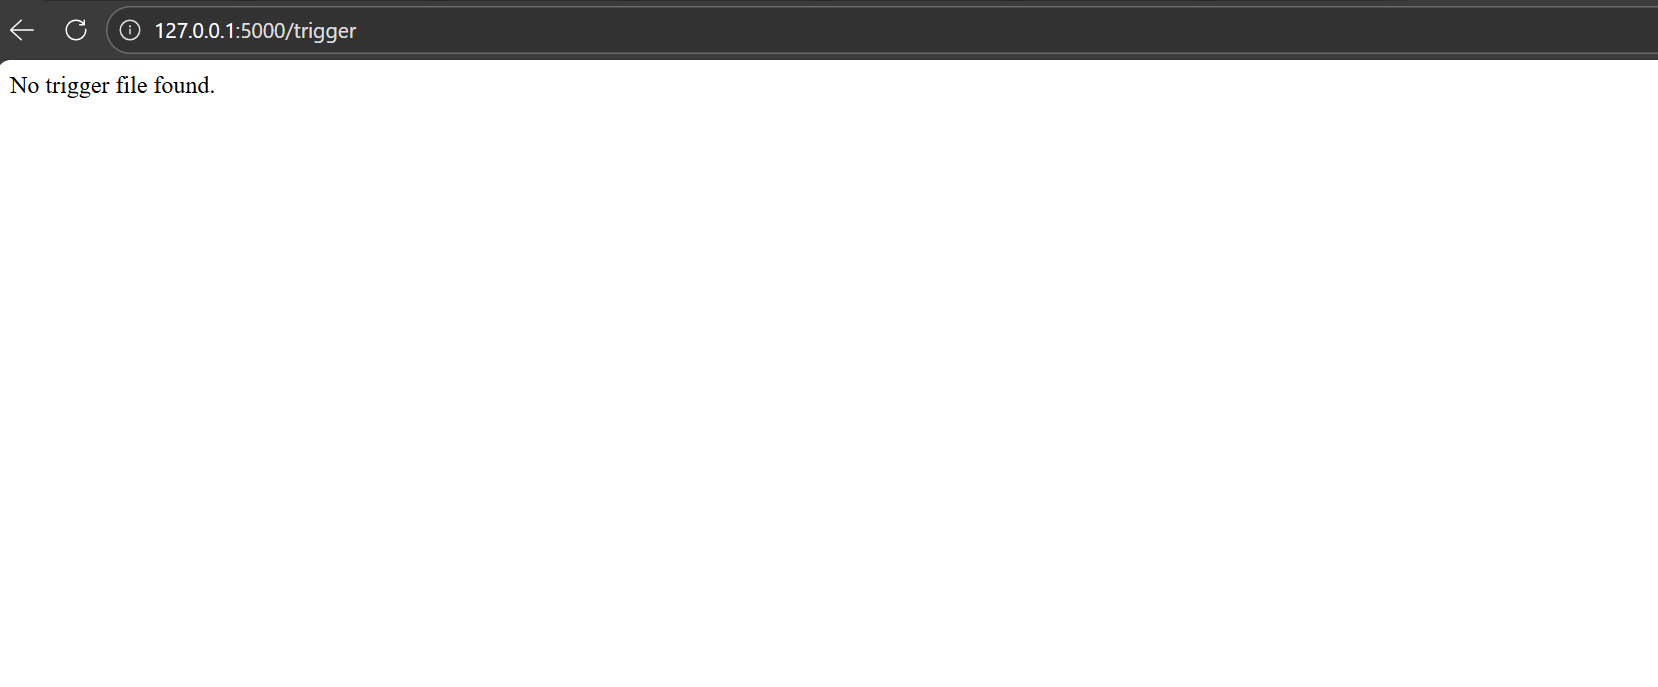 127.0.0.1:5000/trigger
No trigger file found.